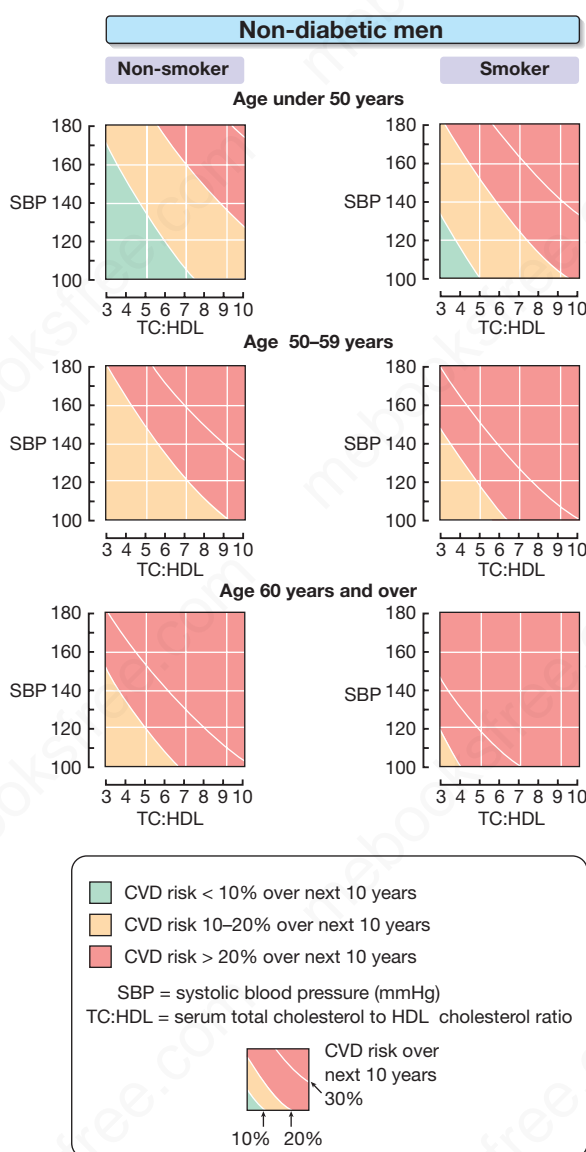 Non-diabetic men
Non-smoker Smoker
Age under 50 years
180 180
160 160
SBP 140 SBP 140
120 120
100 100
3 4 5 6 7 8 9 10 3 4 5 6 7 8 9 10
TC:HDL TC:HDL
Age 50–59 years
180 180
160 160
SBP 140 SBP 140
120 120
100 100
3 4 5 6 7 8 9 10 3 4 5 6 7 8 9 10
TC:HDL TC:HDL
Age 60 years and over
180 180
160 160
SBP 140 SBP 140
120 120
100 100
3 4 5 6 7 8 9 10 3 4 5 6 7 8 9 10
TC:HDL TC:HDL
CVD risk < 10% over next 10 years
CVD risk 10–20% over next 10 years
CVD risk > 20% over next 10 years
SBP = systolic blood pressure (mmHg)
TC:HDL = serum total cholesterol to HDL cholesterol ratio
CVD risk over
next 10 years
30%
10% 20%